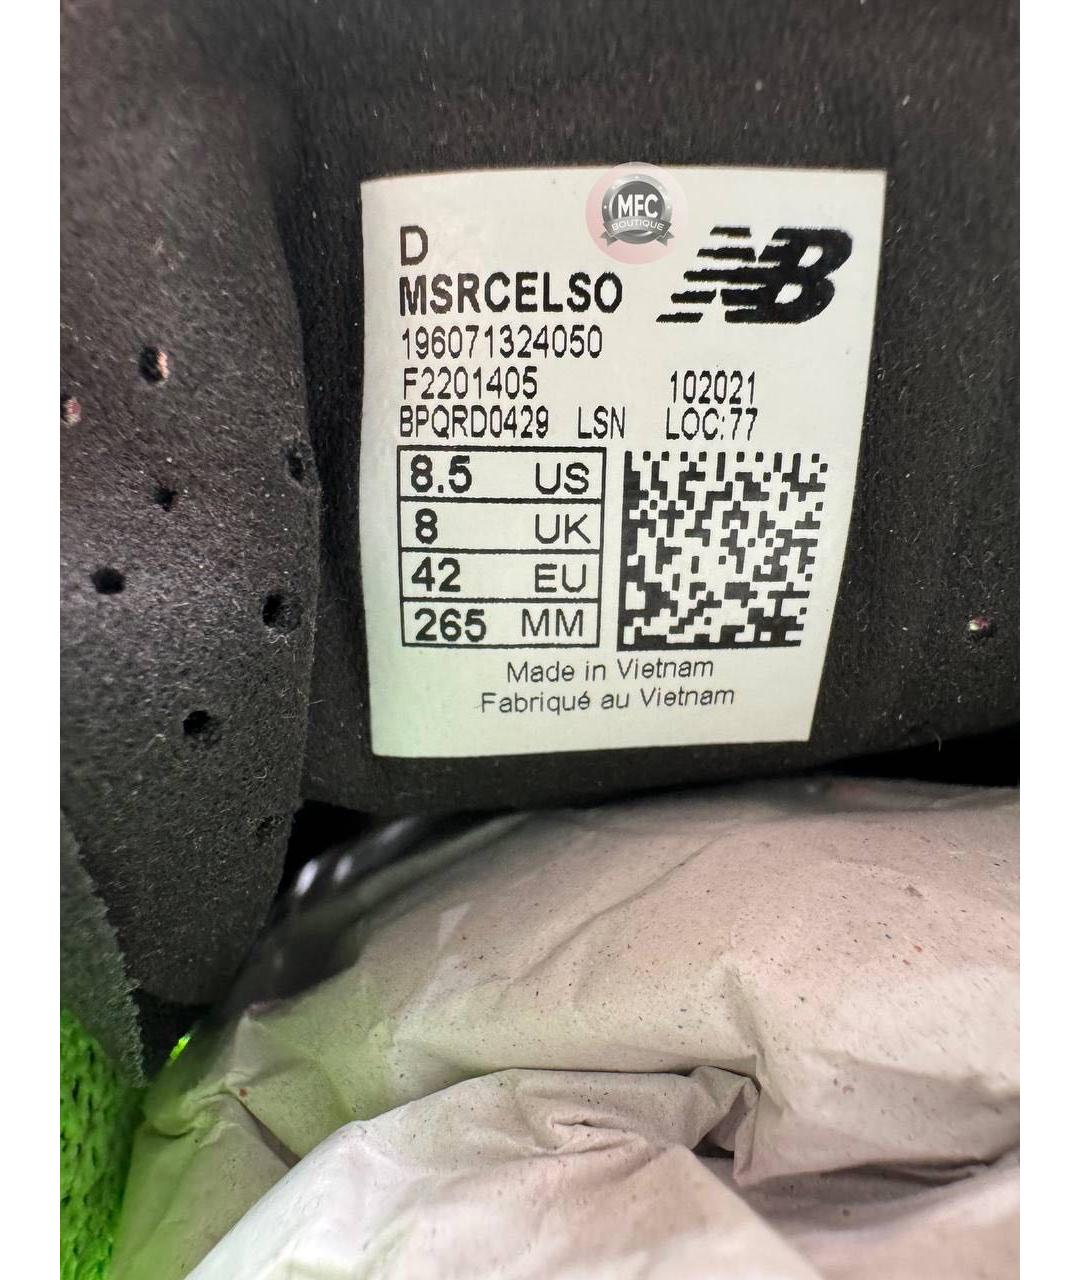 MFC
BOUTIQUE
D
NB
MSRCELSO
196071324050
F2201405 102021
BPQRD0429 LSN LOC:77
8.5 US
8 UK
42 EU
265 MM
Made in Vietnam
Fabriqué au Vietnam